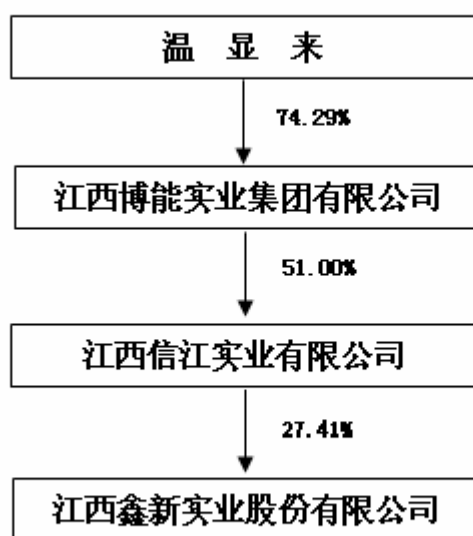 温 显 来
74.29%
江西博能实业集团有限公司
51.00%
江西信江实业有限公司
27.41%
江西鑫新实业股份有限公司